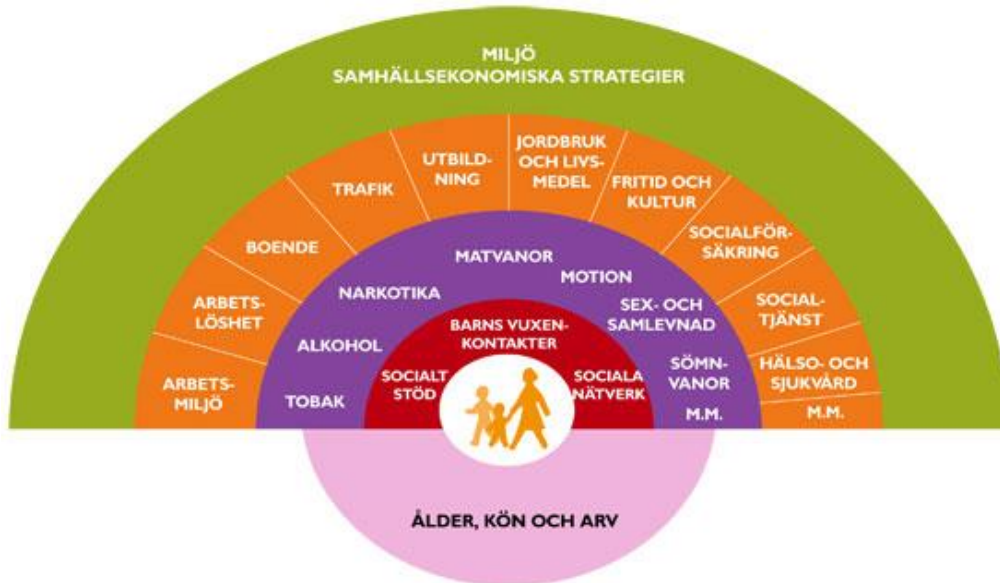 MILJÖ
SAMHÄLLSEKONOMISKA STRATEGIER
ARBETS-
MILJÖ
ARBETS-
LÖSHET
BOENDE
TRAFIK
UTBILD-
NING
JORDBRUK
OCH LIVS-
MEDEL
FRITID OCH
KULTUR
SOCIALFÖR-
SÄKRING
SOCIAL-
TJÄNST
HÄLSO- OCH
SJUKVÅRD
M.M.
TOBAK
ALKOHOL
NARKOTIKA
MATVANOR
MOTION
SEX- OCH
SAMLEVNAD
SÖMN-
VANOR
M.M.
SOCIALT
STÖD
BARNS VUXEN-
KONTAKTER
SOCIALA
NÄTVERK
ÅLDER, KÖN OCH ARV